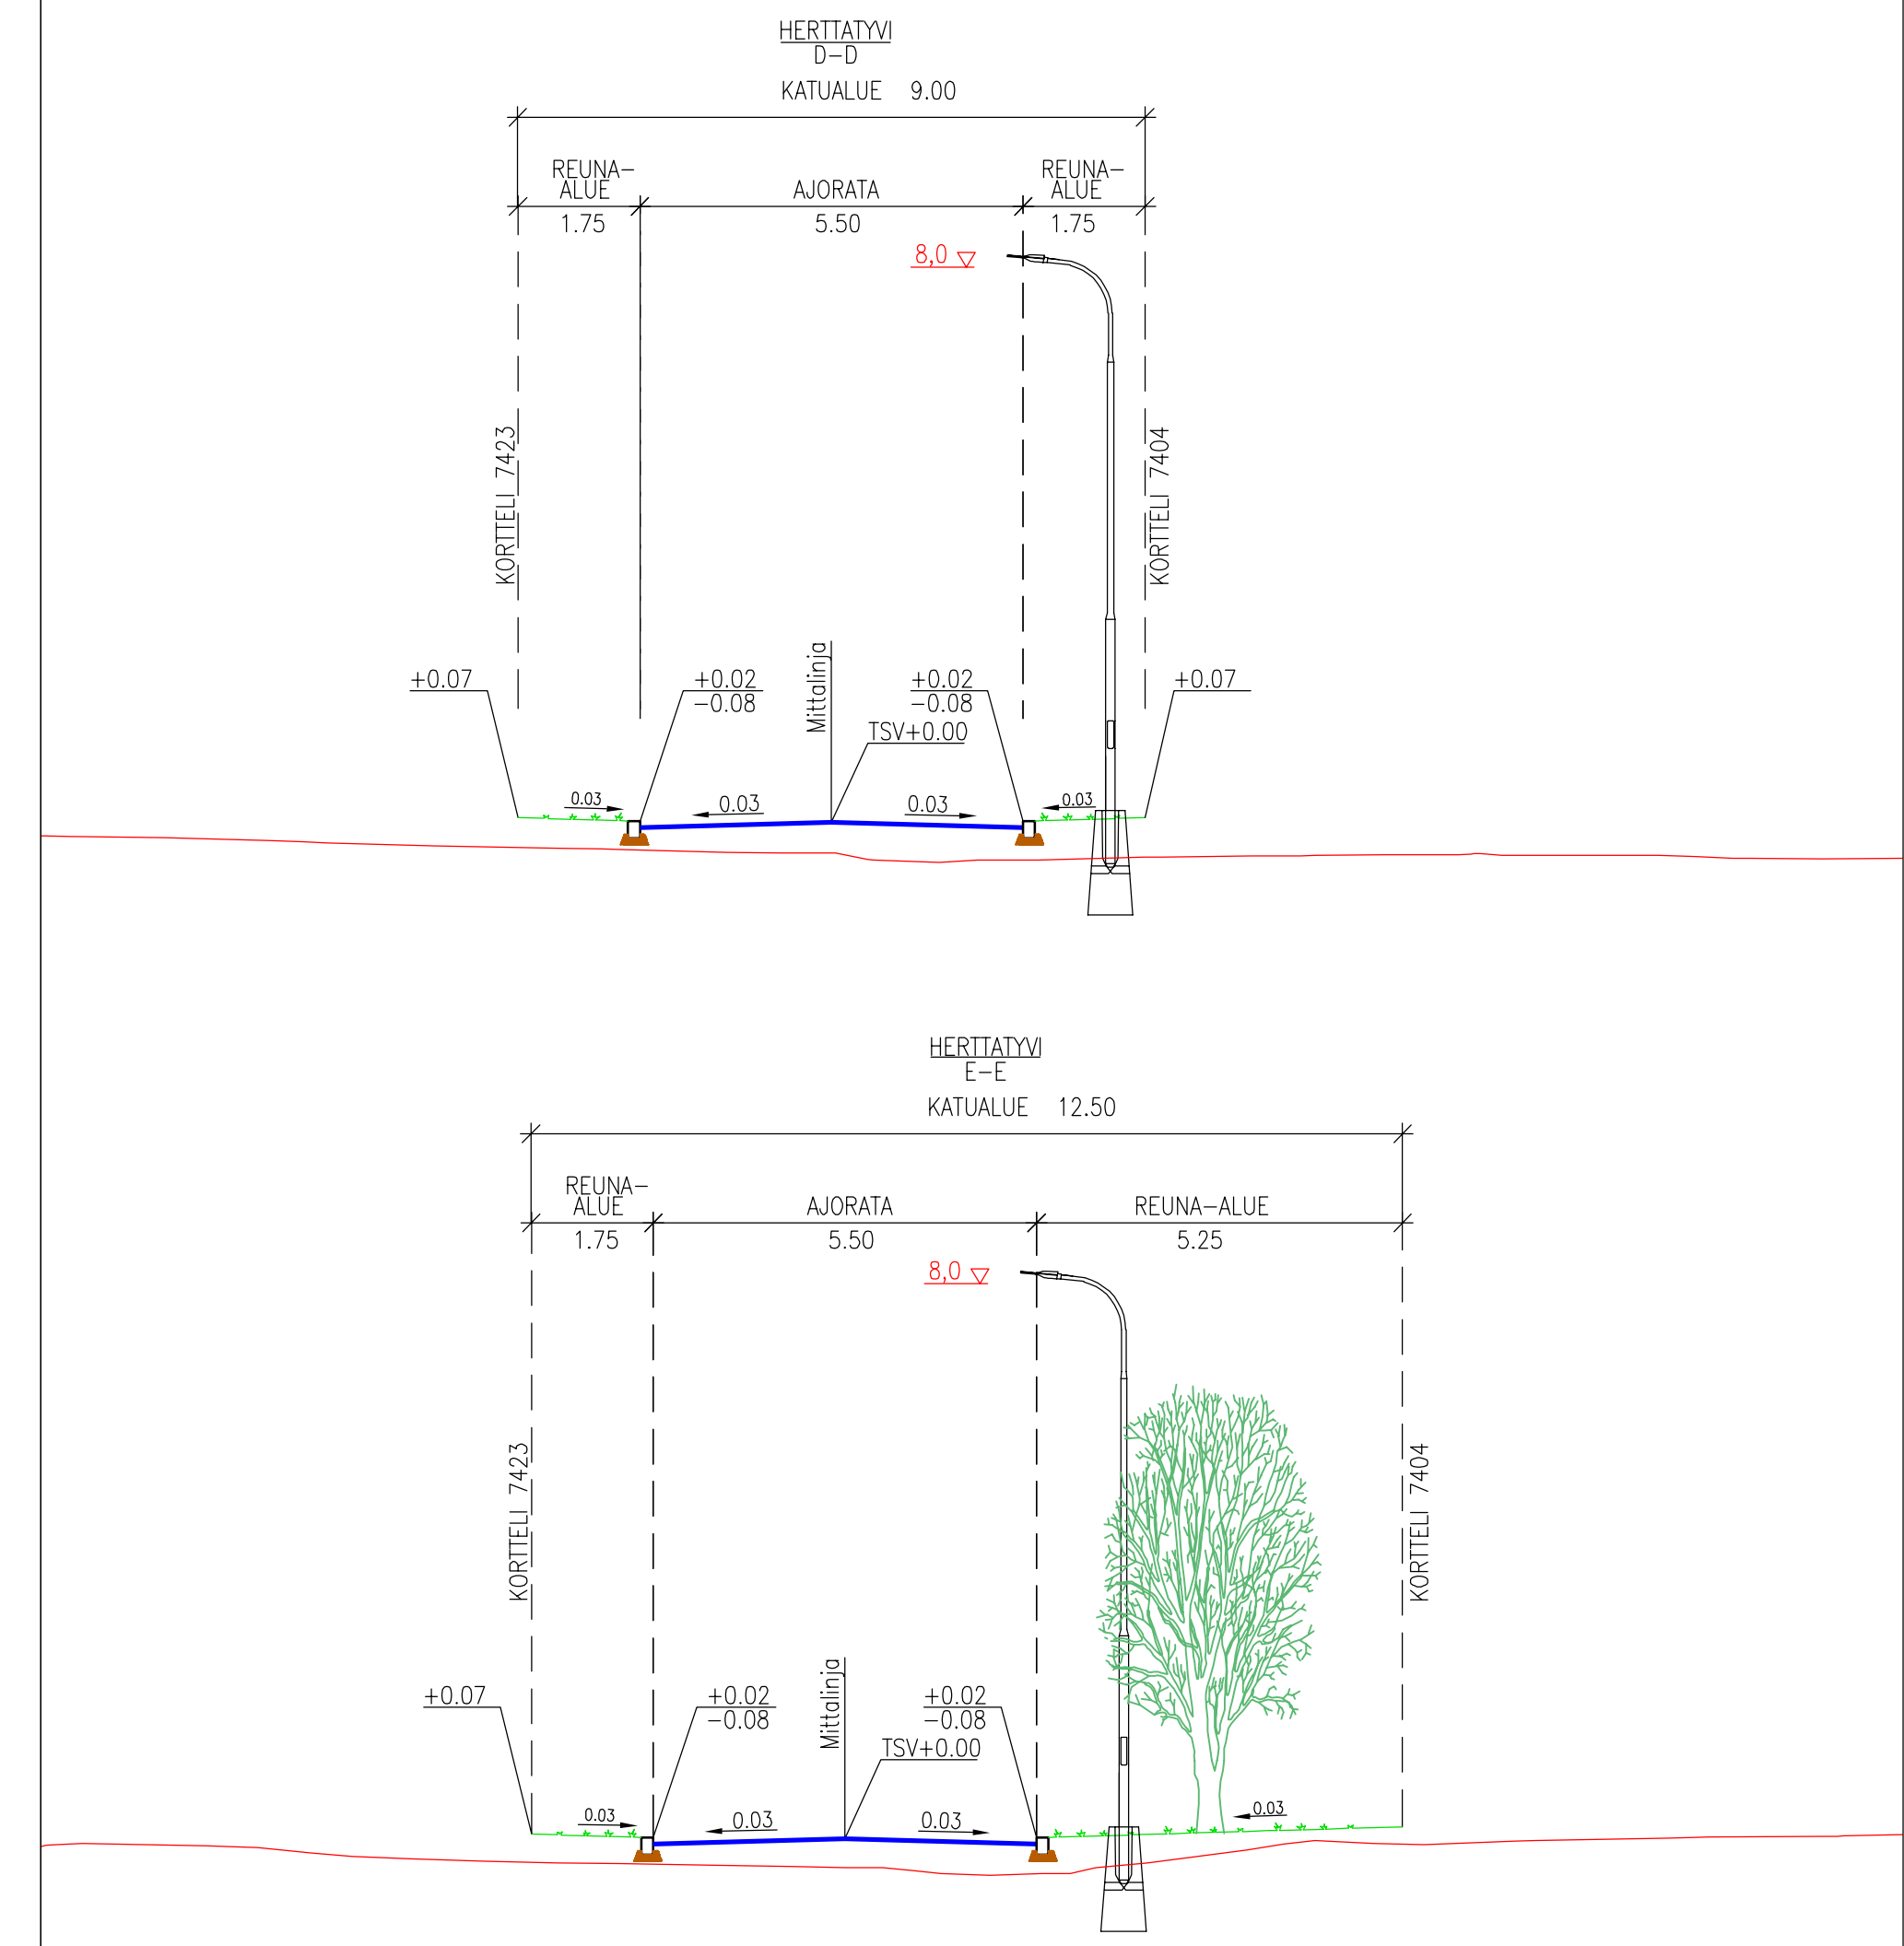 HERTTATYVI
D-D
KATUALUE 9.00
REUNA-
ALUE
1.75
AJORATA
5.50
REUNA-
ALUE
1.75
8,0
KORTTELI 7423
KORTTELI 7404
+0.07
+0.02
-0.08
Mittalinja
+0.02
-0.08
TSV+0.00
+0.07
0.03
0.03
0.03
0.03
HERTTATYVI
E-E
KATUALUE 12.50
REUNA-
ALUE
1.75
AJORATA
5.50
REUNA-ALUE
5.25
8,0
KORTTELI 7423
KORTTELI 7404
+0.07
+0.02
-0.08
Mittalinja
+0.02
-0.08
TSV+0.00
0.03
0.03
0.03
0.03